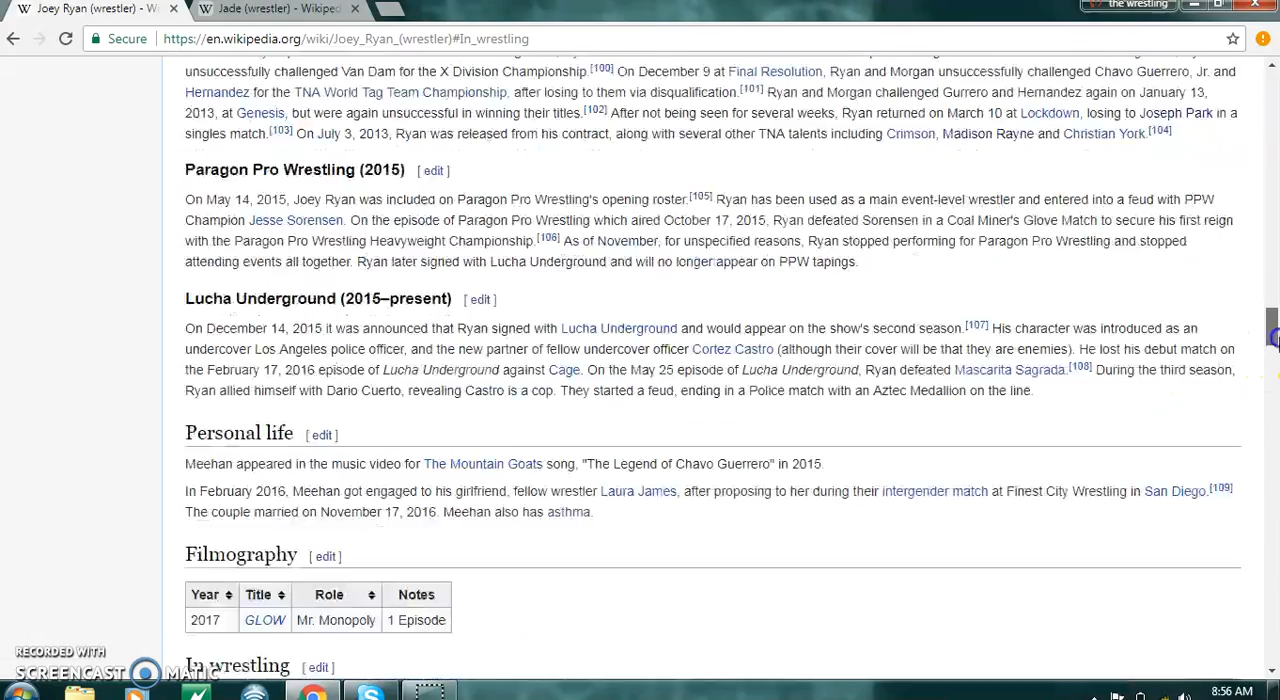 Joey Ryan (wrestler) - W
Jade (wrestler) - Wikiped
the wrestling
Secure
https://en.wikipedia.org/wiki/Joey_Ryan_(wrestler)#In_wrestling
unsuccessfully challenged Van Dam for the X Division Championship.[100] On December 9 at Final Resolution, Ryan and Morgan unsuccessfully challenged Chavo Guerrero, Jr. and
Hernandez for the TNA World Tag Team Championship, after losing to them via disqualification.[101] Ryan and Morgan challenged Gurrero and Hernandez again on January 13,
2013, at Genesis, but were again unsuccessful in winning their titles.[102] After not being seen for several weeks, Ryan returned on March 10 at Lockdown, losing to Joseph Park in a
singles match.[103] On July 3, 2013, Ryan was released from his contract, along with several other TNA talents including Crimson, Madison Rayne and Christian York.[104]
Paragon Pro Wrestling (2015) [ edit ]
On May 14, 2015, Joey Ryan was included on Paragon Pro Wrestling's opening roster.[105] Ryan has been used as a main event-level wrestler and entered into a feud with PPW
Champion Jesse Sorensen. On the episode of Paragon Pro Wrestling which aired October 17, 2015, Ryan defeated Sorensen in a Coal Miner's Glove Match to secure his first reign
with the Paragon Pro Wrestling Heavyweight Championship.[106] As of November, for unspecified reasons, Ryan stopped performing for Paragon Pro Wrestling and stopped
attending events all together. Ryan later signed with Lucha Underground and will no longer appear on PPW tapings.
Lucha Underground (2015–present) [ edit ]
On December 14, 2015 it was announced that Ryan signed with Lucha Underground and would appear on the show's second season.[107] His character was introduced as an
undercover Los Angeles police officer, and the new partner of fellow undercover officer Cortez Castro (although their cover will be that they are enemies). He lost his debut match on
the February 17, 2016 episode of Lucha Underground against Cage. On the May 25 episode of Lucha Underground, Ryan defeated Mascarita Sagrada.[108] During the third season,
Ryan allied himself with Dario Cuerto, revealing Castro is a cop. They started a feud, ending in a Police match with an Aztec Medallion on the line.
Personal life [ edit ]
Meehan appeared in the music video for The Mountain Goats song, "The Legend of Chavo Guerrero" in 2015.
In February 2016, Meehan got engaged to his girlfriend, fellow wrestler Laura James, after proposing to her during their intergender match at Finest City Wrestling in San Diego.[109]
The couple married on November 17, 2016. Meehan also has asthma.
Filmography [ edit ]
Year Title Role Notes
2017 GLOW Mr. Monopoly 1 Episode
In wrestling [ edit ]
RECORDED WITH
SCREENCAST MATIC
8:56 AM